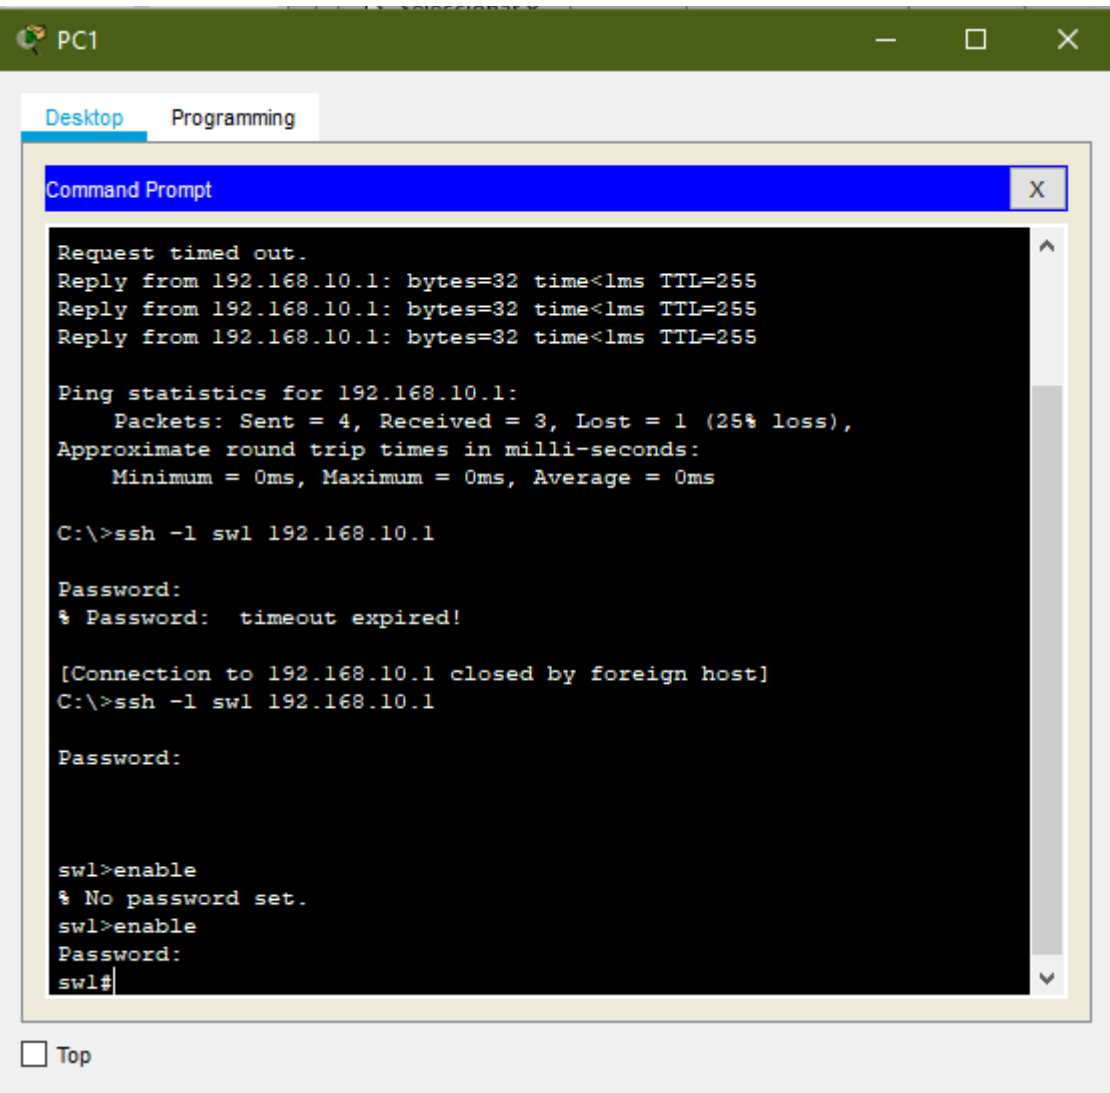 PC1
Desktop Programming
Command Prompt X
Request timed out.
Reply from 192.168.10.1: bytes=32 time<1ms TTL=255
Reply from 192.168.10.1: bytes=32 time<1ms TTL=255
Reply from 192.168.10.1: bytes=32 time<1ms TTL=255
Ping statistics for 192.168.10.1:
Packets: Sent = 4, Received = 3, Lost = 1 (25% loss),
Approximate round trip times in milli-seconds:
Minimum = 0ms, Maximum = 0ms, Average = 0ms
C:\>ssh -l sw1 192.168.10.1
Password:
% Password:  timeout expired!
[Connection to 192.168.10.1 closed by foreign host]
C:\>ssh -l sw1 192.168.10.1
Password:
sw1>enable
% No password set.
sw1>enable
Password:
sw1#
Top